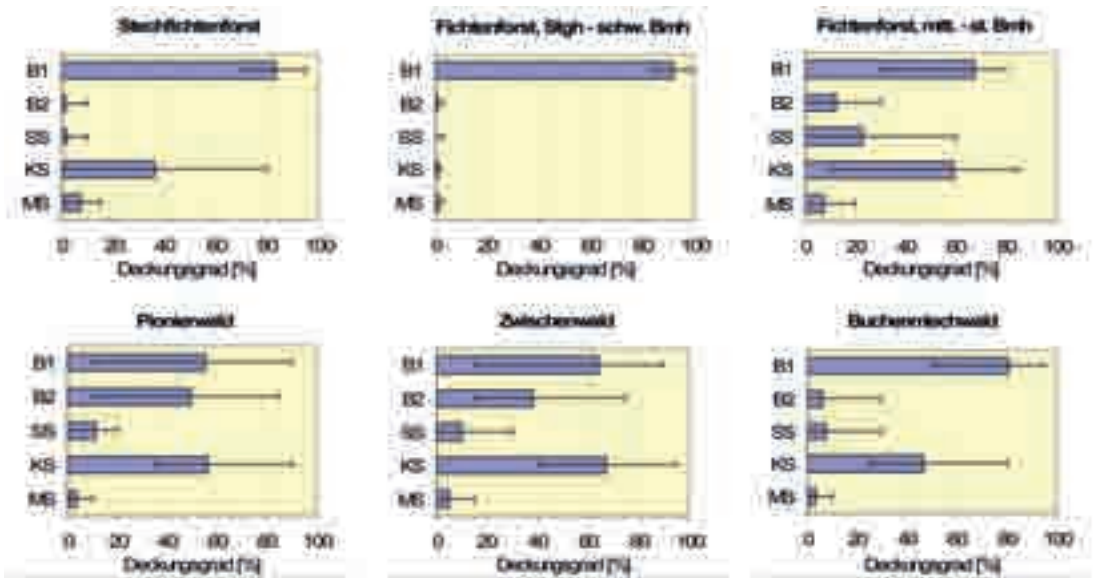 Stechfichtenforst
B1
B2
SS
KS
MS
0 20 40 60 80 100
Deckungsgrad [%]
Fichtenforst, Stgh - schw. Bmh
B1
B2
SS
KS
MS
0 20 40 60 80 100
Deckungsgrad [%]
Fichtenforst, mitt. - st. Bmh
B1
B2
SS
KS
MS
0 20 40 60 80 100
Deckungsgrad [%]
Pionierwald
B1
B2
SS
KS
MS
0 20 40 60 80 100
Deckungsgrad [%]
Zwischenwald
B1
B2
SS
KS
MS
0 20 40 60 80 100
Deckungsgrad [%]
Buchenmischwald
B1
B2
SS
KS
MS
0 20 40 60 80 100
Deckungsgrad [%]